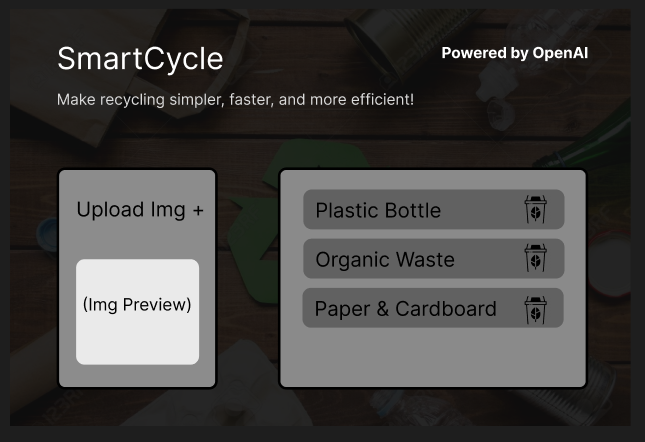 SmartCycle
Powered by OpenAI
Make recycling simpler, faster, and more efficient!
Upload Img +
(Img Preview)
Plastic Bottle
Organic Waste
Paper & Cardboard